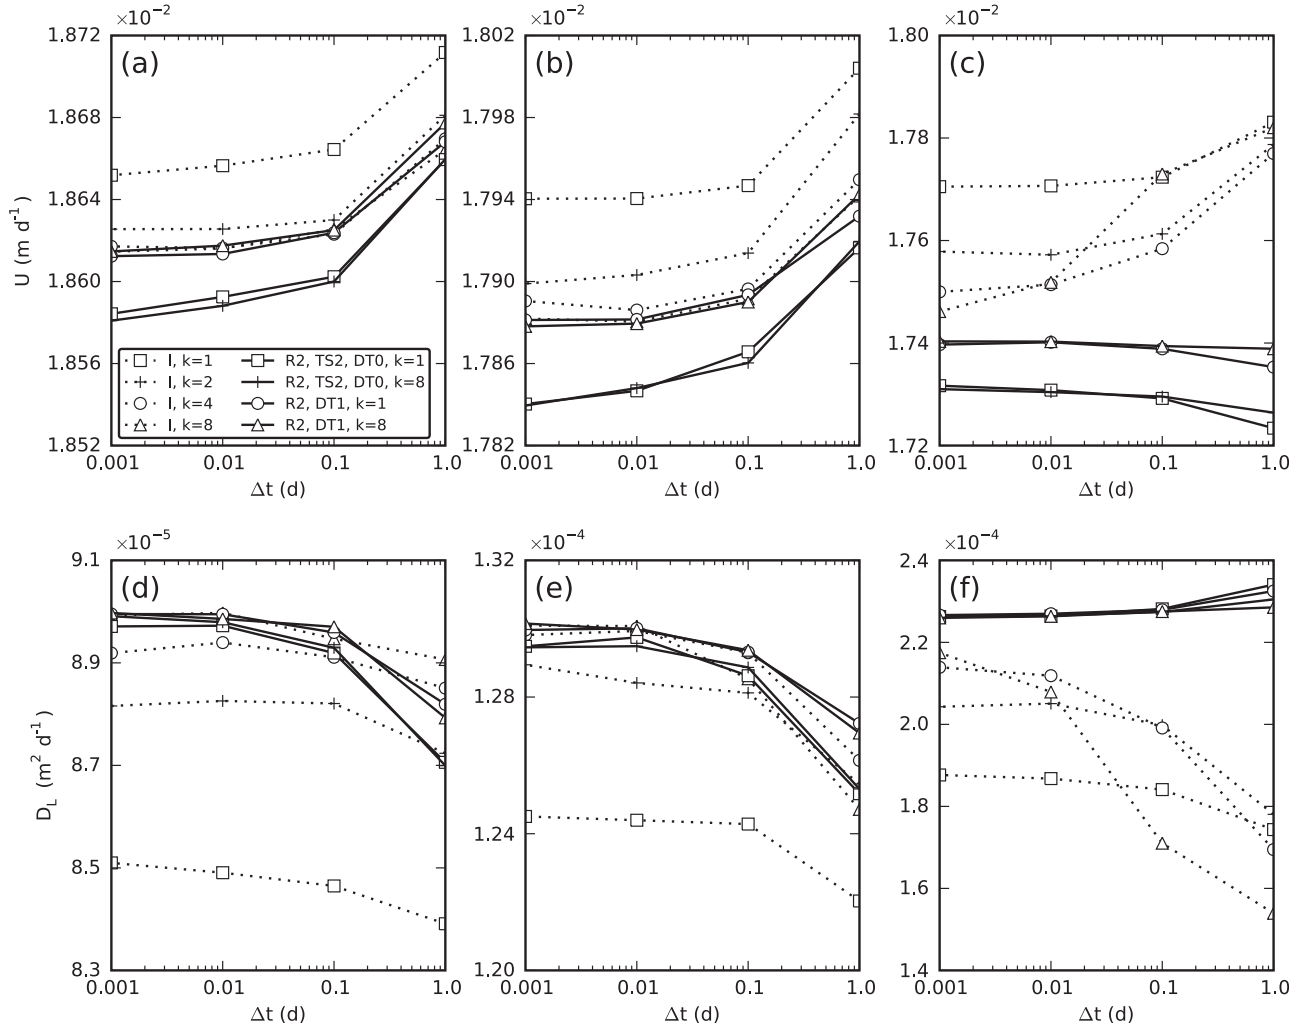 ×10⁻² ×10⁻² ×10⁻²
1.872 1.802 1.80
(a) (b) (c)
1.868 1.798 1.78
1.864 1.794 1.76
U (m d⁻¹)
1.860 1.790 1.74
1.856 1.786
I, k=1 R2, TS2, DT0, k=1
I, k=2 R2, TS2, DT0, k=8
I, k=4 R2, DT1, k=1
I, k=8 R2, DT1, k=8
1.852 1.782 1.72
0.001 0.01 0.1 1.0 0.001 0.01 0.1 1.0 0.001 0.01 0.1 1.0
Δt (d) Δt (d) Δt (d)
×10⁻⁵ ×10⁻⁴ ×10⁻⁴
9.1 1.32 2.4
(d) (e) (f)
8.9 1.28 2.2
8.7 2.0
D_L (m² d⁻¹)
8.5 1.24 1.8
1.6
8.3 1.20 1.4
0.001 0.01 0.1 1.0 0.001 0.01 0.1 1.0 0.001 0.01 0.1 1.0
Δt (d) Δt (d) Δt (d)